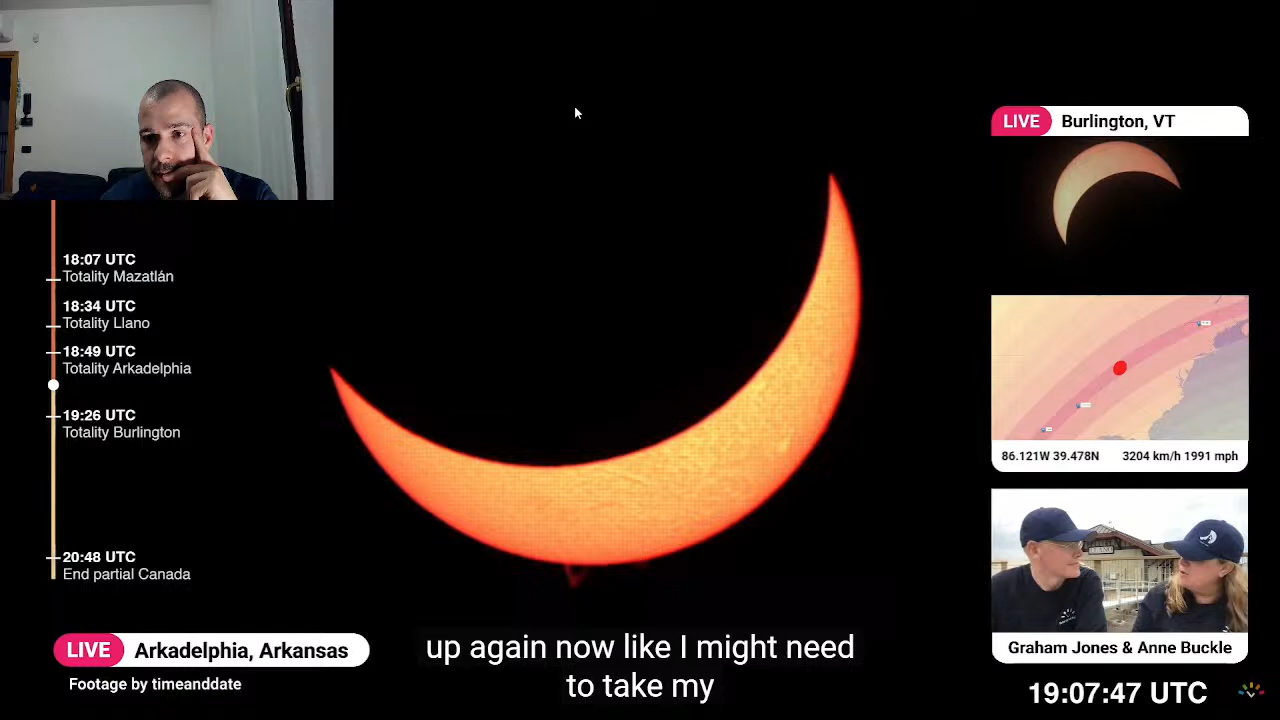 18:07 UTC
Totality Mazatlán
18:34 UTC
Totality Llano
18:49 UTC
Totality Arkadelphia
19:26 UTC
Totality Burlington
20:48 UTC
End partial Canada
LIVE Arkadelphia, Arkansas
Footage by timeanddate
up again now like I might need
to take my
LIVE Burlington, VT
86.121W 39.478N 3204 km/h 1991 mph
LLANO
Graham Jones & Anne Buckle
19:07:47 UTC